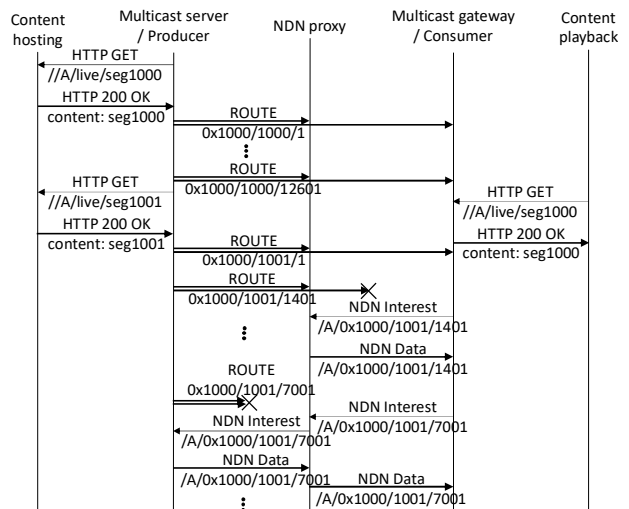 Content hosting
Multicast server / Producer
NDN proxy
Multicast gateway / Consumer
Content playback
HTTP GET
//A/live/seg1000
HTTP 200 OK
content: seg1000
ROUTE
0x1000/1000/1
ROUTE
0x1000/1000/12601
HTTP GET
//A/live/seg1001
HTTP GET
//A/live/seg1000
HTTP 200 OK
content: seg1001
HTTP 200 OK
content: seg1000
ROUTE
0x1000/1001/1
ROUTE
0x1000/1001/1401
NDN Interest
/A/0x1000/1001/1401
NDN Data
/A/0x1000/1001/1401
ROUTE
0x1000/1001/7001
NDN Interest
/A/0x1000/1001/7001
NDN Interest
/A/0x1000/1001/7001
NDN Data
/A/0x1000/1001/7001
NDN Data
/A/0x1000/1001/7001